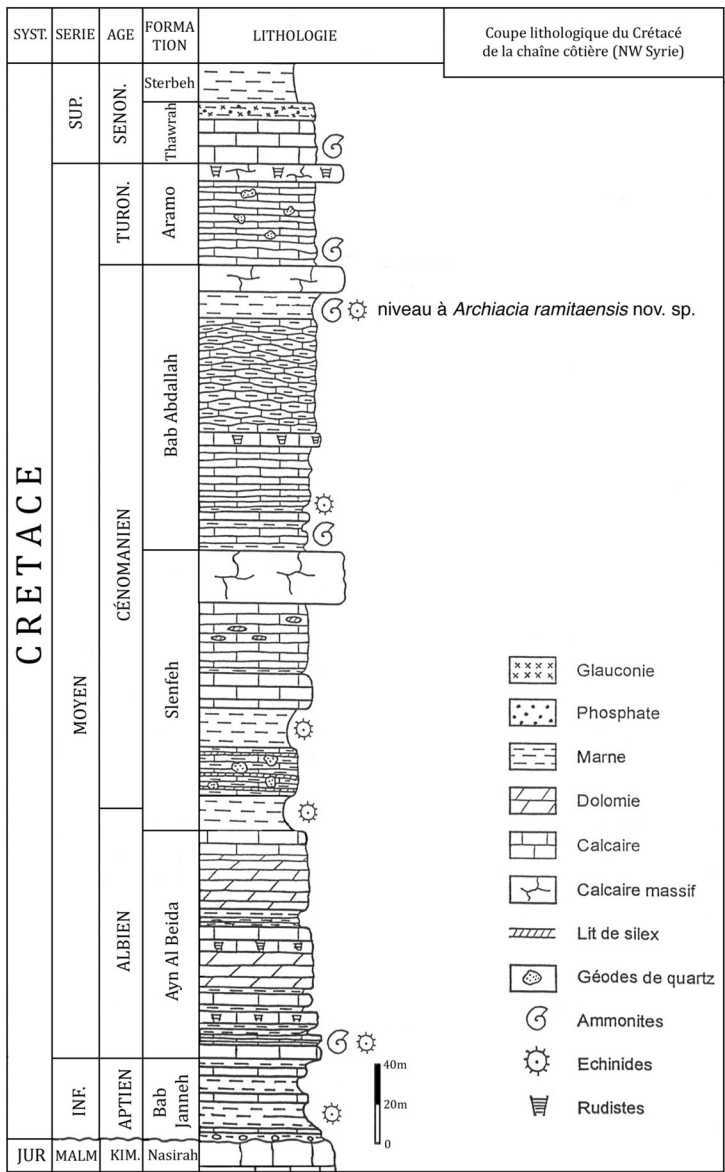 SYST. SERIE AGE FORMA
TION LITHOLOGIE
Coupe lithologique du Crétacé
de la chaîne côtière (NW Syrie)
CRETACE
JUR
SUP.
MOYEN
INF.
MALM
SENON.
TURON.
CÉNOMANIEN
ALBIEN
APTIEN
KIM.
Sterbeh
Thawrah
Aramo
Bab Abdallah
Slenfeh
Ayn Al Beida
Bab
Janneh
Nasirah
niveau à Archiacia ramitaensis nov. sp.
Glauconie
Phosphate
Marne
Dolomie
Calcaire
Calcaire massif
Lit de silex
Géodes de quartz
Ammonites
Echinides
Rudistes
40m
20m
0